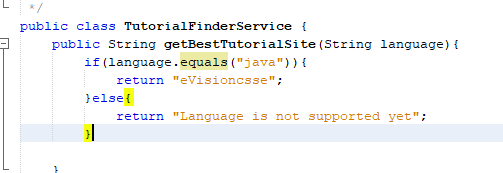 */
public class TutorialFinderService {
public String getBestTutorialSite(String language){
if(language.equals("java")){
return "eVisioncsse";
}else{
return "Language is not supported yet";
}
}